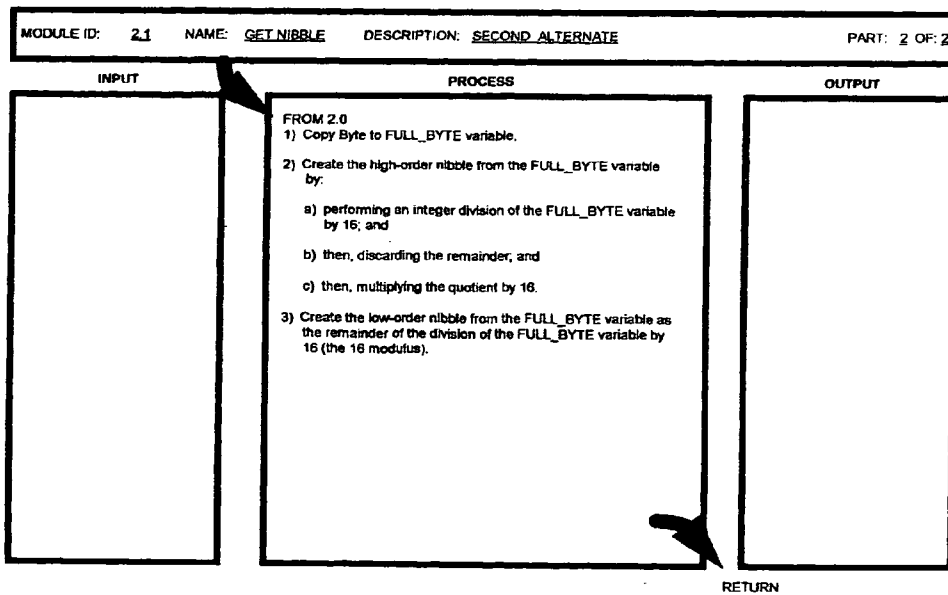 MODULE ID: 2.1 NAME: GET NIBBLE DESCRIPTION: SECOND ALTERNATE PART: 2 OF: 2
INPUT PROCESS OUTPUT
FROM 2.0
1) Copy Byte to FULL_BYTE variable.
2) Create the high-order nibble from the FULL_BYTE variable
by:
a) performing an integer division of the FULL_BYTE variable
by 16; and
b) then, discarding the remainder; and
c) then, multiplying the quotient by 16.
3) Create the low-order nibble from the FULL_BYTE variable as
the remainder of the division of the FULL_BYTE variable by
16 (the 16 modulus).
RETURN